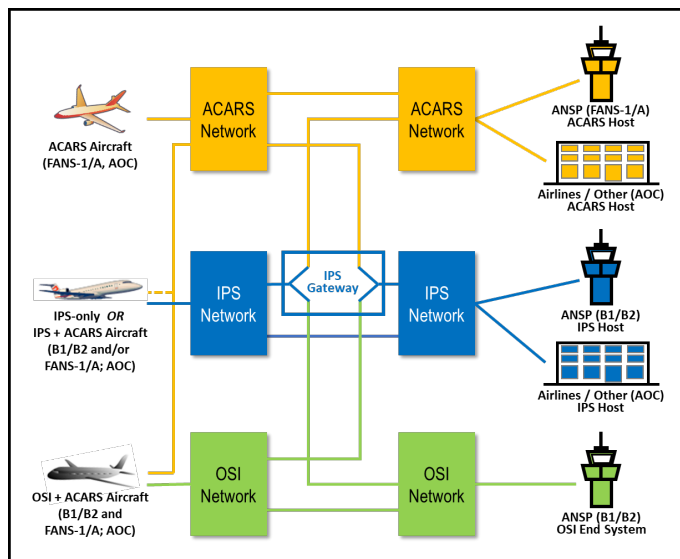 ACARS Aircraft
(FANS-1/A, AOC)
ACARS
Network
ACARS
Network
ANSP (FANS-1/A)
ACARS Host
Airlines / Other (AOC)
ACARS Host
IPS-only OR
IPS + ACARS Aircraft
(B1/B2 and/or
FANS-1/A; AOC)
IPS
Network
IPS
Gateway
IPS
Network
ANSP (B1/B2)
IPS Host
Airlines / Other (AOC)
IPS Host
OSI + ACARS Aircraft
(B1/B2 and
FANS-1/A; AOC)
OSI
Network
OSI
Network
ANSP (B1/B2)
OSI End System